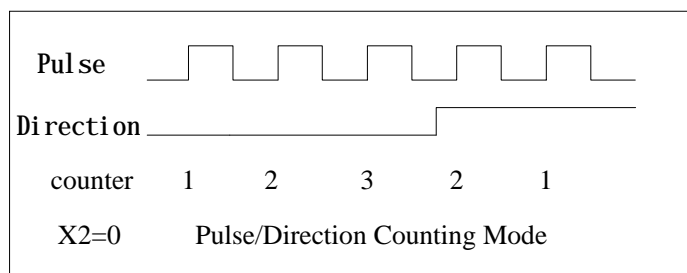 Pulse
Direction
counter 1 2 3 2 1
X2=0 Pulse/Direction Counting Mode